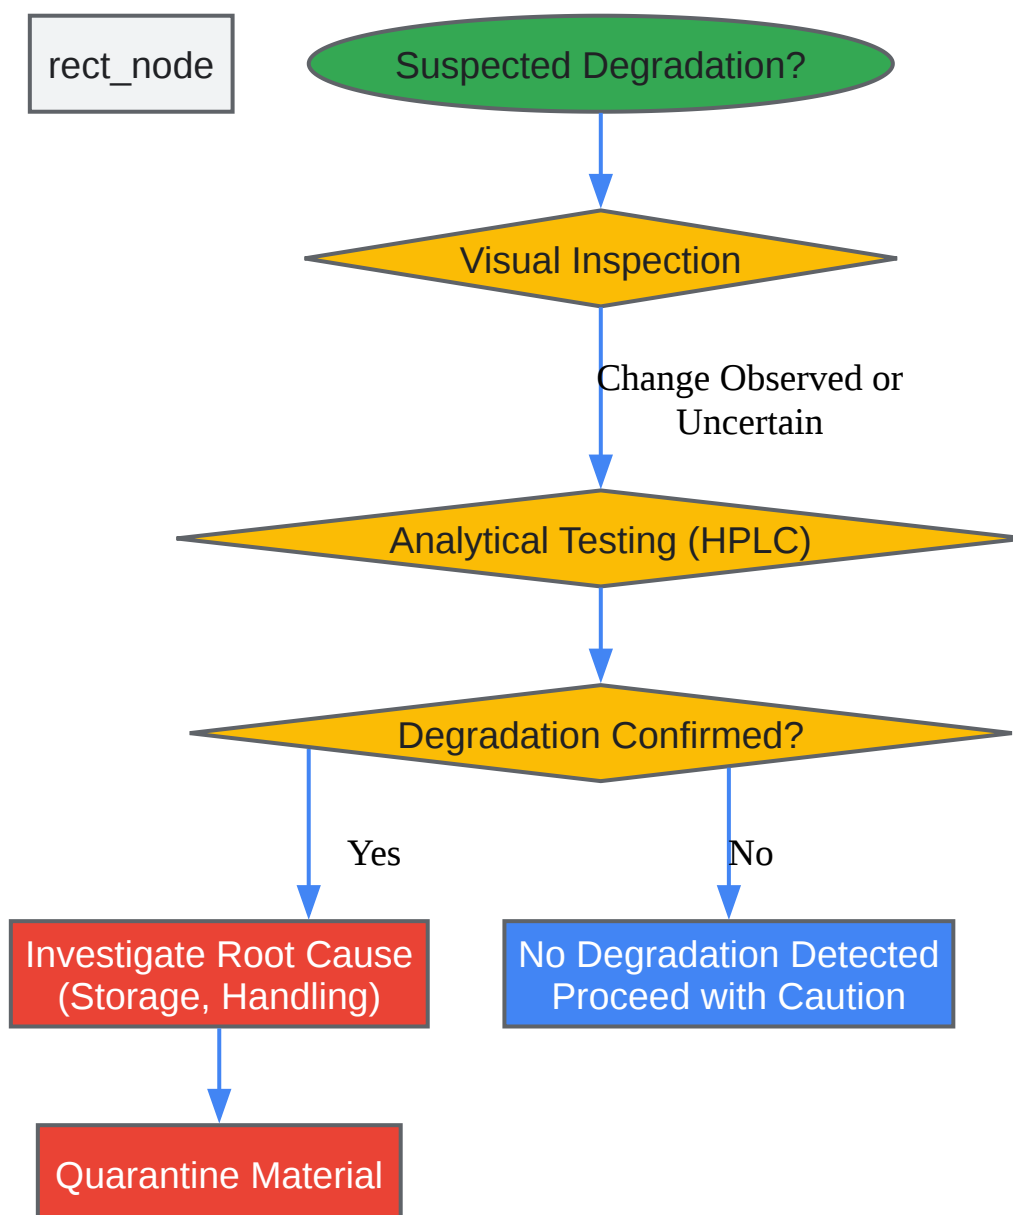 rect_node
Suspected Degradation?
Visual Inspection
Change Observed or
Uncertain
Analytical Testing (HPLC)
Degradation Confirmed?
Yes
No
Investigate Root Cause
(Storage, Handling)
No Degradation Detected
Proceed with Caution
Quarantine Material